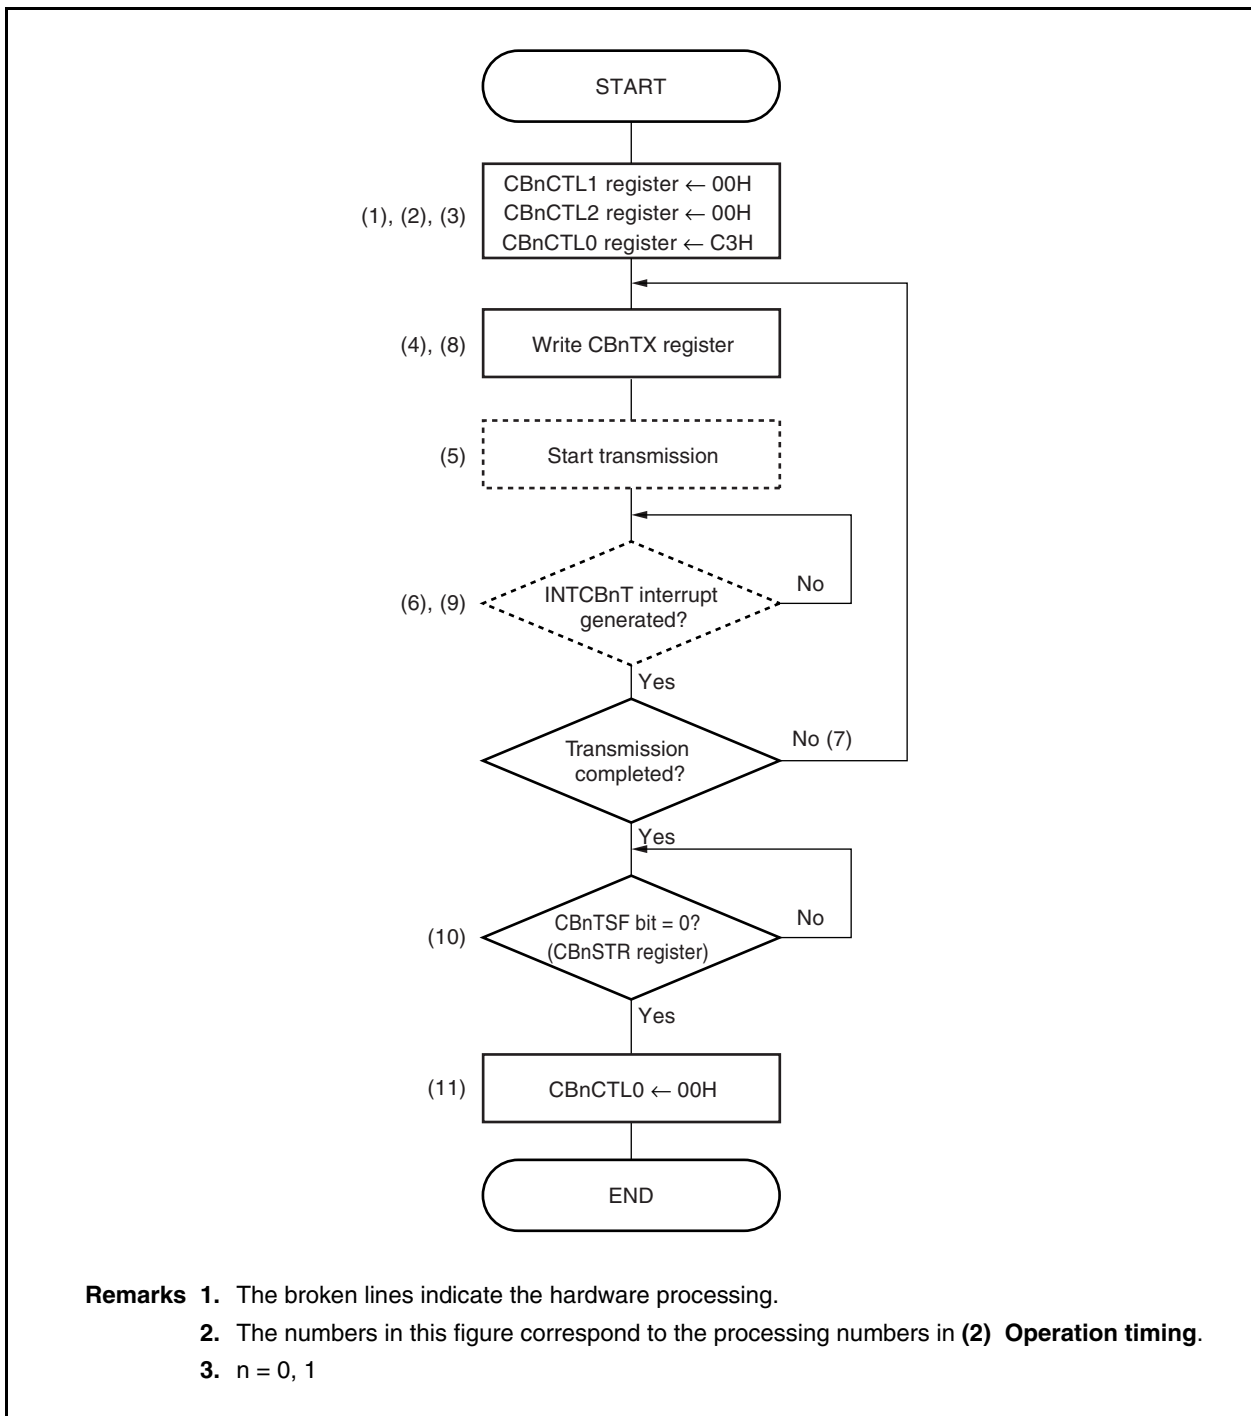 START
CBnCTL1 register ← 00H
CBnCTL2 register ← 00H
(1), (2), (3)
CBnCTL0 register ← C3H
(4), (8)
Write CBnTX register
(5)
Start transmission
INTCBnT interrupt
generated?
No
(6), (9)
Yes
Transmission
completed?
No (7)
Yes
CBnTSF bit = 0?
(CBnSTR register)
No
(10)
Yes
(11)
CBnCTL0 ← 00H
END
Remarks 1. The broken lines indicate the hardware processing.
2. The numbers in this figure correspond to the processing numbers in (2) Operation timing.
3. n = 0, 1